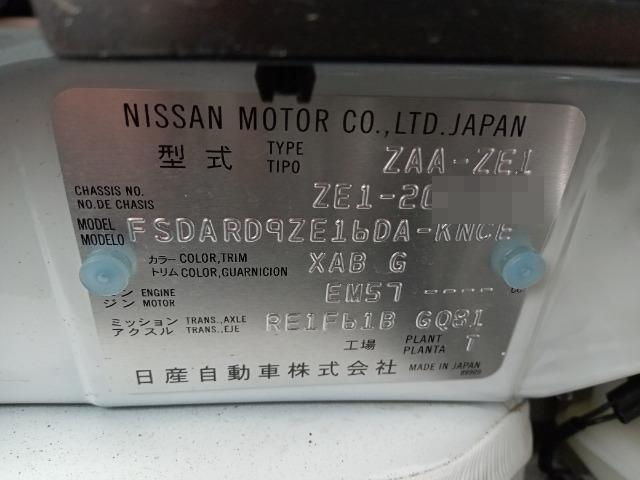 NISSAN MOTOR CO.,LTD.JAPAN
型式 TYPE TIPO ZAA-ZE1
CHASSIS NO. NO.DE CHASIS ZE1-20
MODEL MODELO FSDARD9ZE16DA-KNCE
カラー COLOR,TRIM トリム COLOR,GUARNICION XAB G
ENGINE MOTOR EM57 ----
ミッション TRANS.,AXLE アクスル TRANS.,EJE RE1F61B GQ81
工場 PLANT PLANTA T
日産自動車株式会社 MADE IN JAPAN